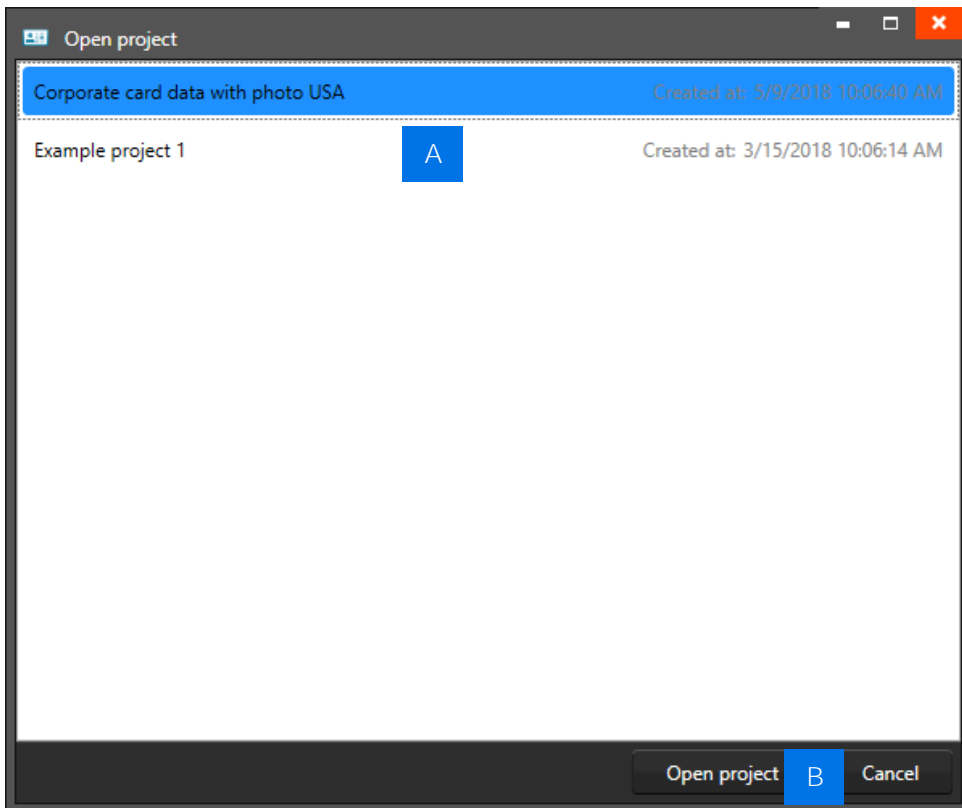 Open project
Corporate card data with photo USA Created at: 5/9/2018 10:06:40 AM
Example project 1 A Created at: 3/15/2018 10:06:14 AM
Open project B Cancel